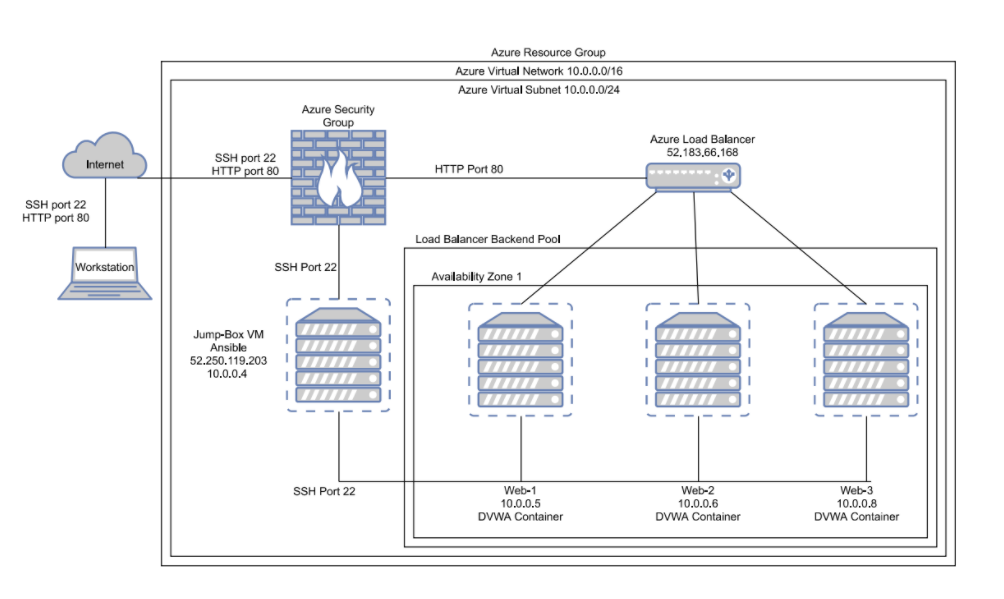 Azure Resource Group
Azure Virtual Network 10.0.0.0/16
Azure Virtual Subnet 10.0.0.0/24
Azure Security
Group
Internet
SSH port 22
HTTP port 80
HTTP Port 80
Azure Load Balancer
52,183,66,168
SSH port 22
HTTP port 80
Workstation
SSH Port 22
Load Balancer Backend Pool
Availability Zone 1
Jump-Box VM
Ansible
52.250.119.203
10.0.0.4
SSH Port 22
Web-1
10.0.0.5
DVWA Container
Web-2
10.0.0.6
DVWA Container
Web-3
10.0.0.8
DVWA Container